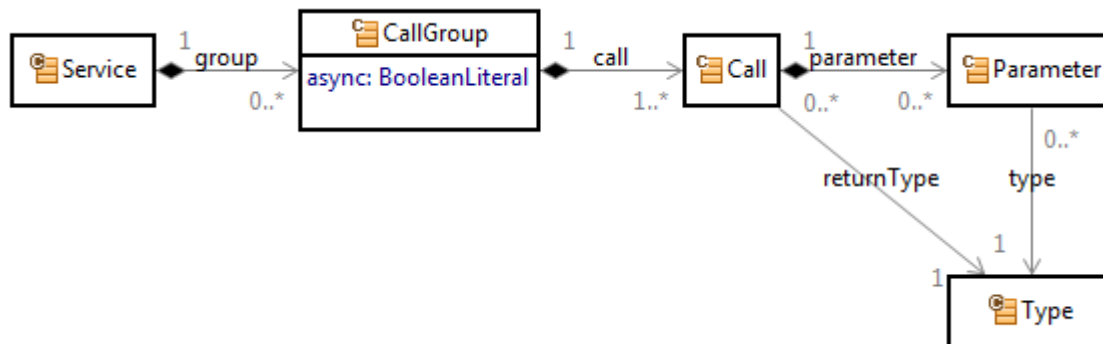 CallGroup
1
1
1
Service
group
call
Call
parameter
Parameter
async: BooleanLiteral
0..*
1..*
0..*
0..*
0..*
returnType
type
1
1
Type